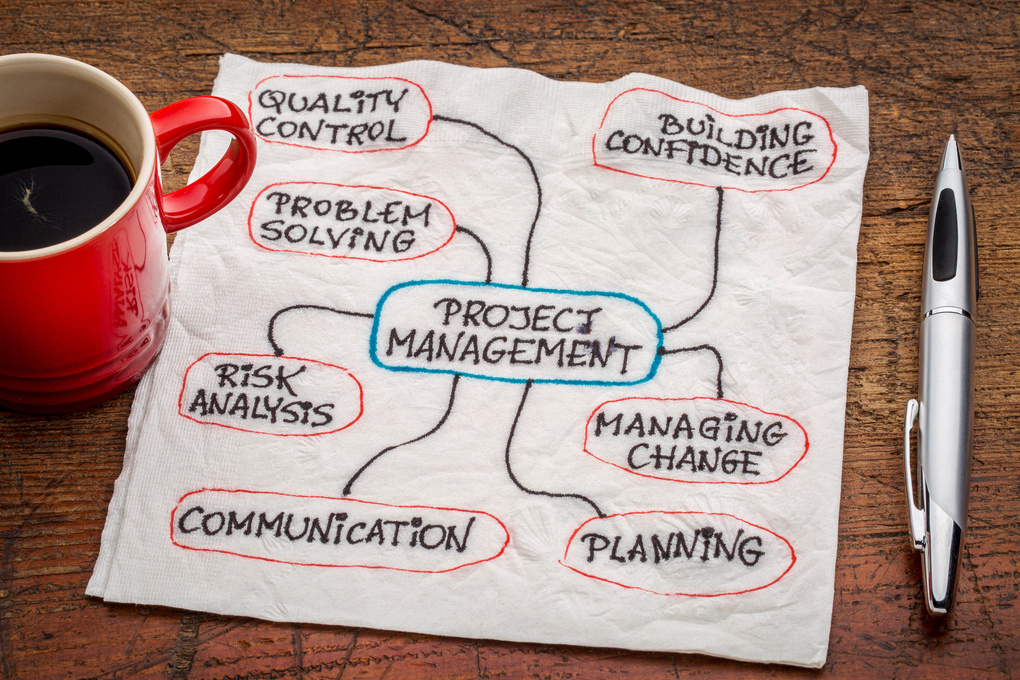 QUALITY
CONTROL
BUILDING
CONFIDENCE
PROBLEM
SOLVING
PROJECT
MANAGEMENT
RISK
ANALYSIS
MANAGING
CHANGE
COMMUNICATION
PLANNING